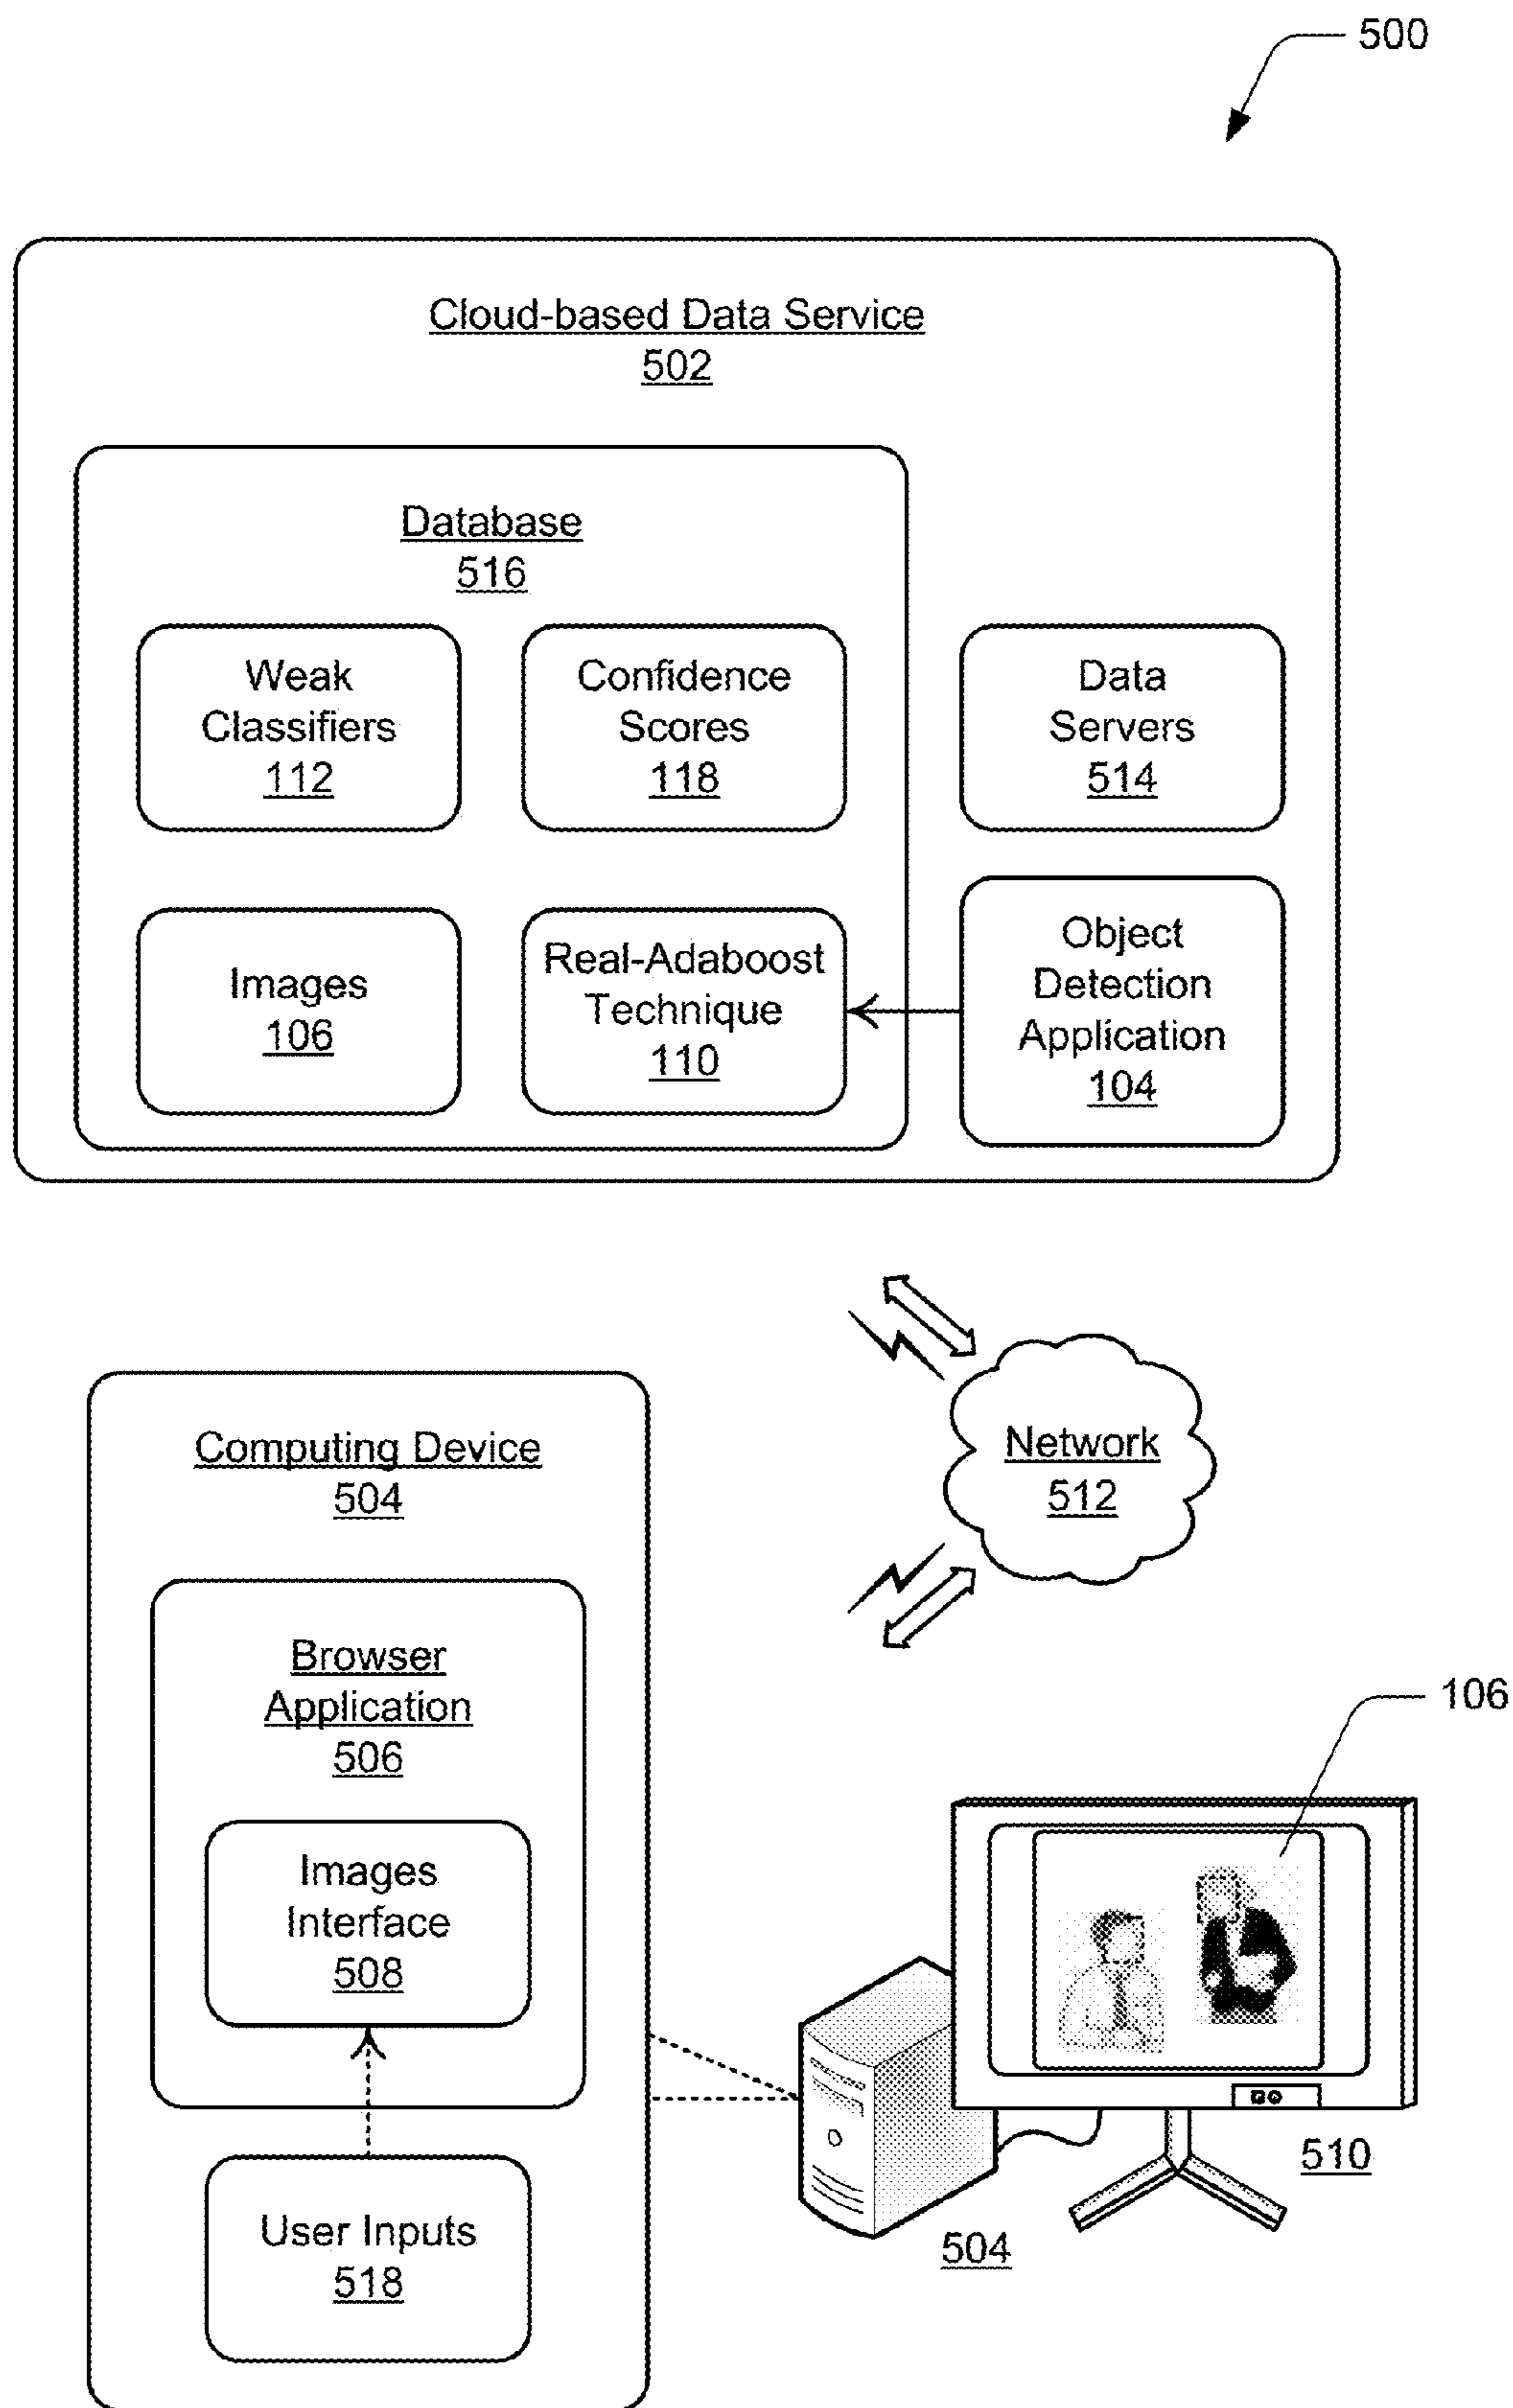 500
Cloud-based Data Service
502
Database
516
Weak
Classifiers
112
Confidence
Scores
118
Data
Servers
514
Images
106
Real-Adaboost
Technique
110
Object
Detection
Application
104
Network
512
Computing Device
504
Browser
Application
506
Images
Interface
508
User Inputs
518
106
510
504